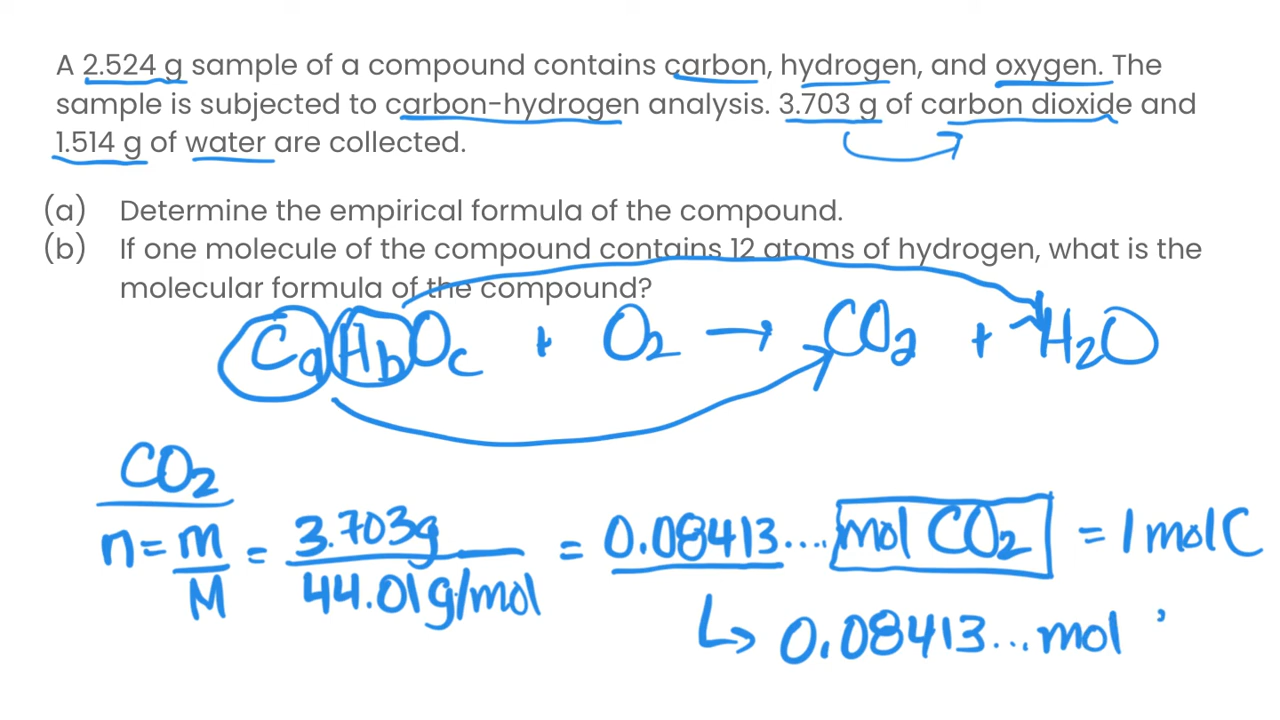 A 2.524 g sample of a compound contains carbon, hydrogen, and oxygen. The
sample is subjected to carbon-hydrogen analysis. 3.703 g of carbon dioxide and
1.514 g of water are collected.
(a) Determine the empirical formula of the compound.
(b) If one molecule of the compound contains 12 atoms of hydrogen, what is the
molecular formula of the compound?
CaHbOc + O₂ → CO₂ + H₂O
CO₂
n = m/M = 3.703g / 44.01 g/mol = 0.08413.... mol CO₂ = 1 mol C
↳ 0.08413...mol